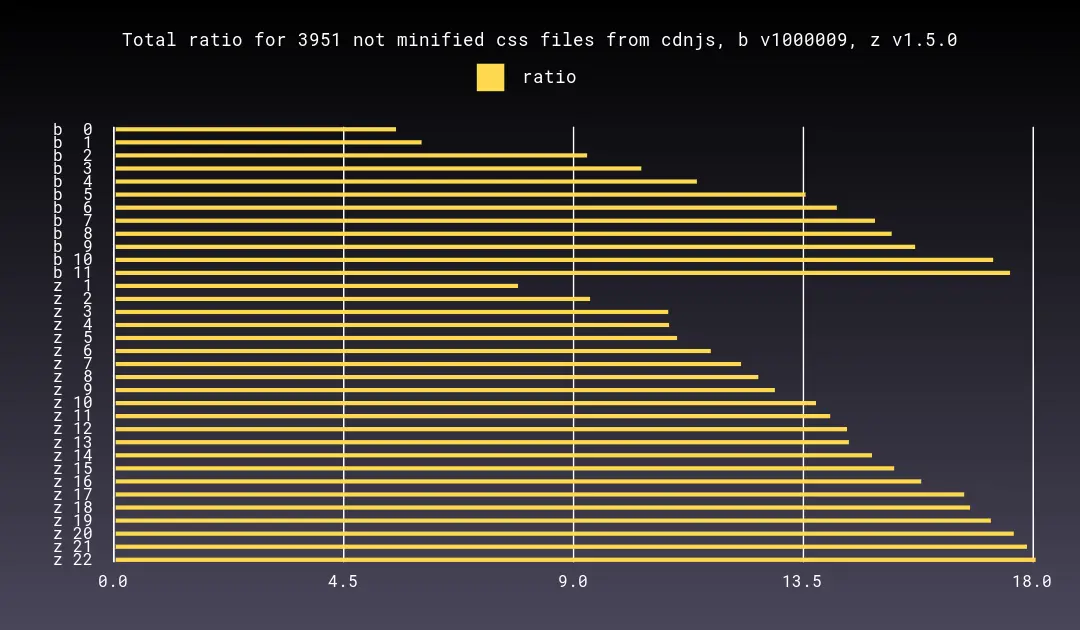 Total ratio for 3951 not minified css files from cdnjs, b v1000009, z v1.5.0
ratio
b 0
b 1
b 2
b 3
b 4
b 5
b 6
b 7
b 8
b 9
b 10
b 11
z 1
z 2
z 3
z 4
z 5
z 6
z 7
z 8
z 9
z 10
z 11
z 12
z 13
z 14
z 15
z 16
z 17
z 18
z 19
z 20
z 21
z 22
0.0 4.5 9.0 13.5 18.0